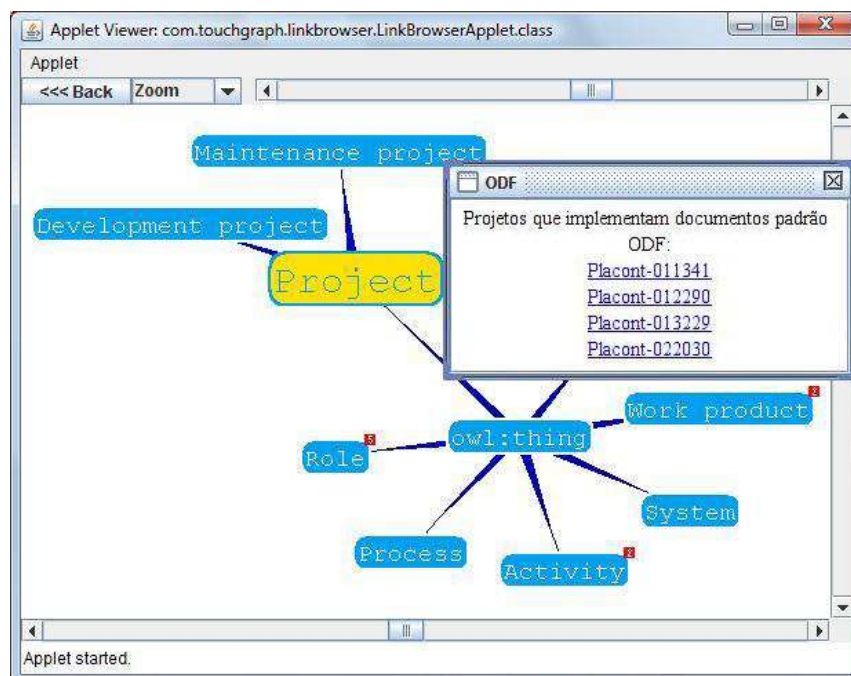 Applet Viewer: com.touchgraph.linkbrowser.LinkBrowserApplet.class
Applet
<<< Back
Zoom
Maintenance project
ODF
Development project
Projetos que implementam documentos padrão
ODF:
Project
Placont-011341
Placont-012290
Placont-013229
Placont-022030
Work product
owl:thing
Role
5
System
Process
Activity
Applet started.